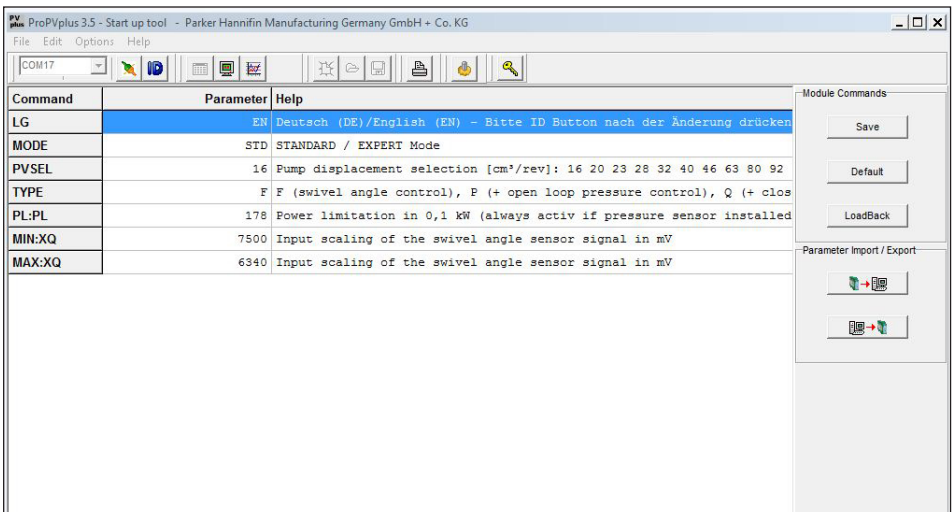 PV plus ProPVplus 3.5 - Start up tool - Parker Hannifin Manufacturing Germany GmbH + Co. KG
File Edit Options Help
COM17 ID
Command Parameter Help
LG EN Deutsch (DE)/English (EN) - Bitte ID Button nach der Änderung drücken
MODE STD STANDARD / EXPERT Mode
PVSEL 16 Pump displacement selection [cm³/rev]: 16 20 23 28 32 40 46 63 80 92
TYPE F F (swivel angle control), P (+ open loop pressure control), Q (+ clos
PL:PL 178 Power limitation in 0,1 kW (always activ if pressure sensor installed
MIN:XQ 7500 Input scaling of the swivel angle sensor signal in mV
MAX:XQ 6340 Input scaling of the swivel angle sensor signal in mV
Module Commands
Save
Default
LoadBack
Parameter Import / Export